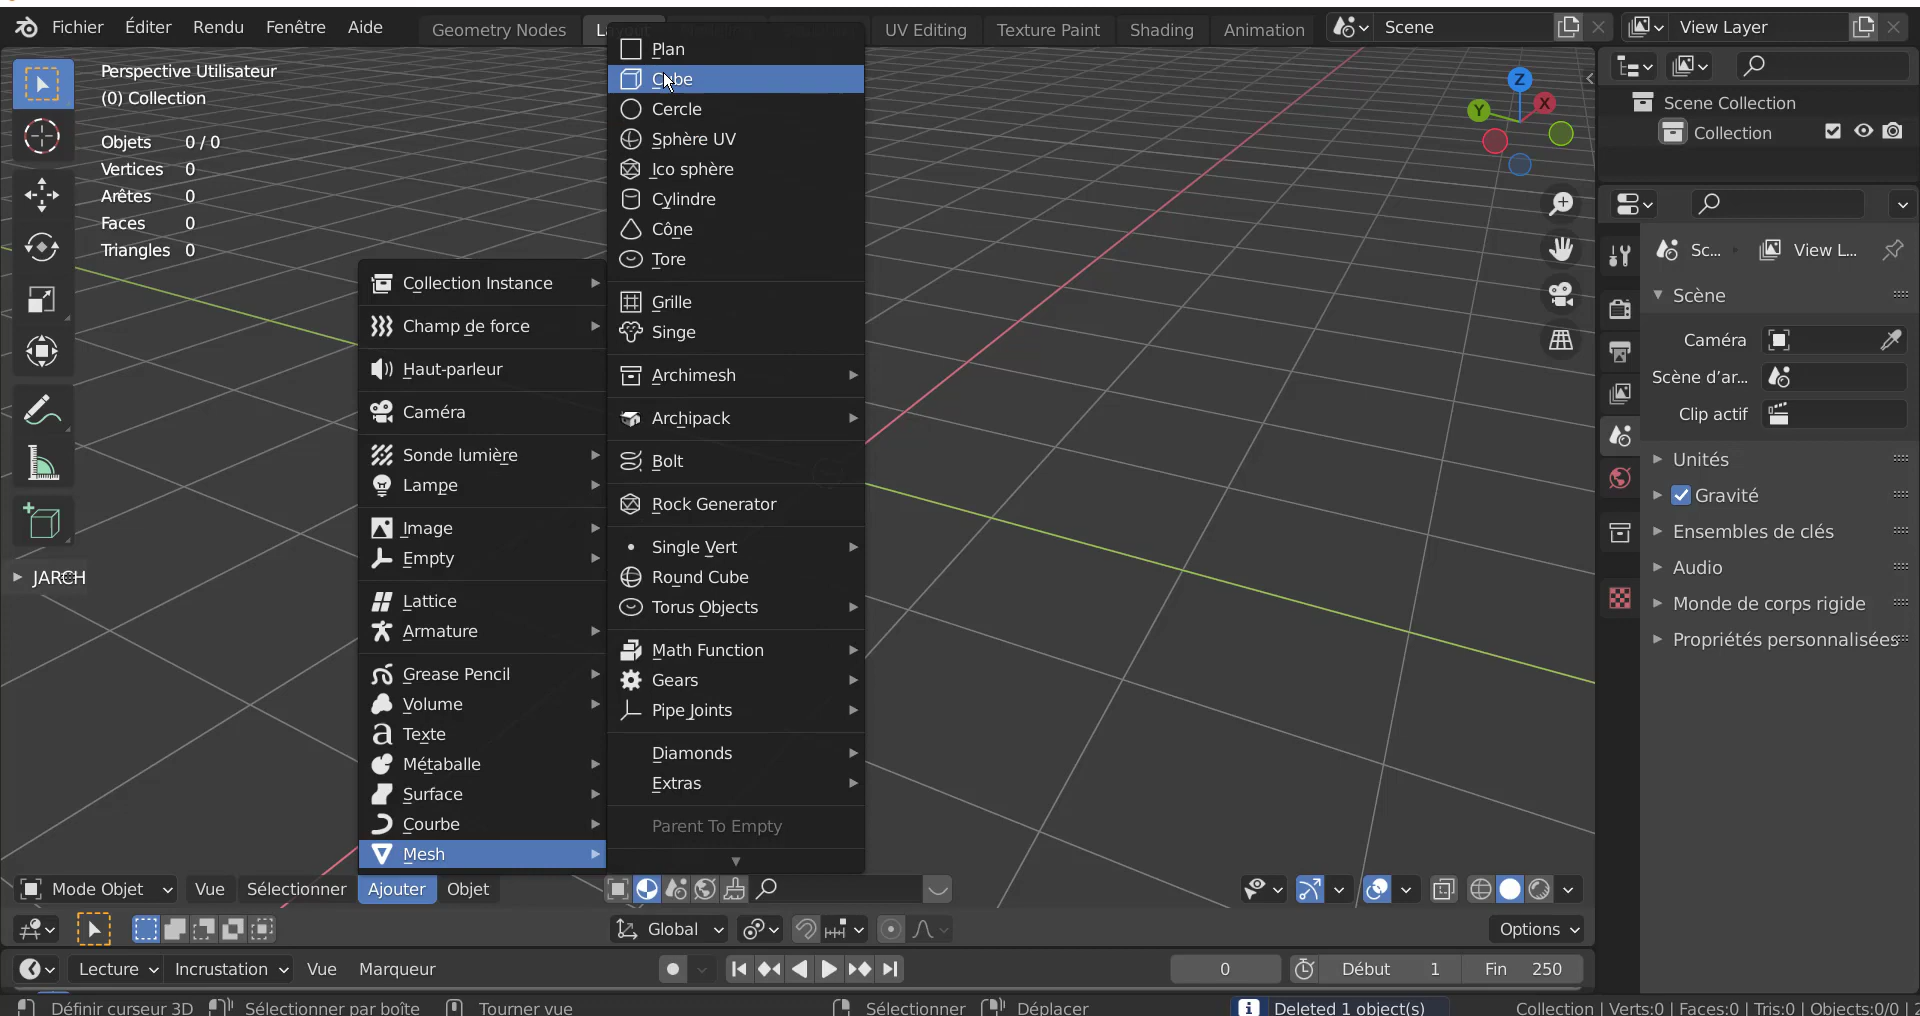 Fichier Éditer Rendu Fenêtre Aide
Geometry Nodes
UV Editing
Texture Paint
Shading
Animation
Scene
View Layer
Perspective Utilisateur
(0) Collection
Objets 0 / 0
Vertices 0
Arêtes 0
Faces 0
Triangles 0
JARCH
Collection Instance
Champ de force
Haut-parleur
Caméra
Sonde lumière
Lampe
Image
Empty
Lattice
Armature
Grease Pencil
Volume
Texte
Métaballe
Surface
Courbe
Mesh
Plan
Cube
Cercle
Sphère UV
Ico sphère
Cylindre
Cône
Tore
Grille
Singe
Archimesh
Archipack
Bolt
Rock Generator
Single Vert
Round Cube
Torus Objects
Math Function
Gears
Pipe Joints
Diamonds
Extras
Parent To Empty
Z
Y
X
Scene Collection
Collection
Sc... View L...
Scène
Caméra
Scène d'ar...
Clip actif
Unités
Gravité
Ensembles de clés
Audio
Monde de corps rigide
Propriétés personnalisées
Mode Objet Vue Sélectionner Ajouter Objet
Global
Options
Lecture Incrustation Vue Marqueur
0
Début 1
Fin 250
Définir curseur 3D
Sélectionner par boîte
Tourner vue
Sélectionner
Déplacer
Deleted 1 object(s)
Collection | Verts:0 | Faces:0 | Tris:0 | Objects:0/0 | 2